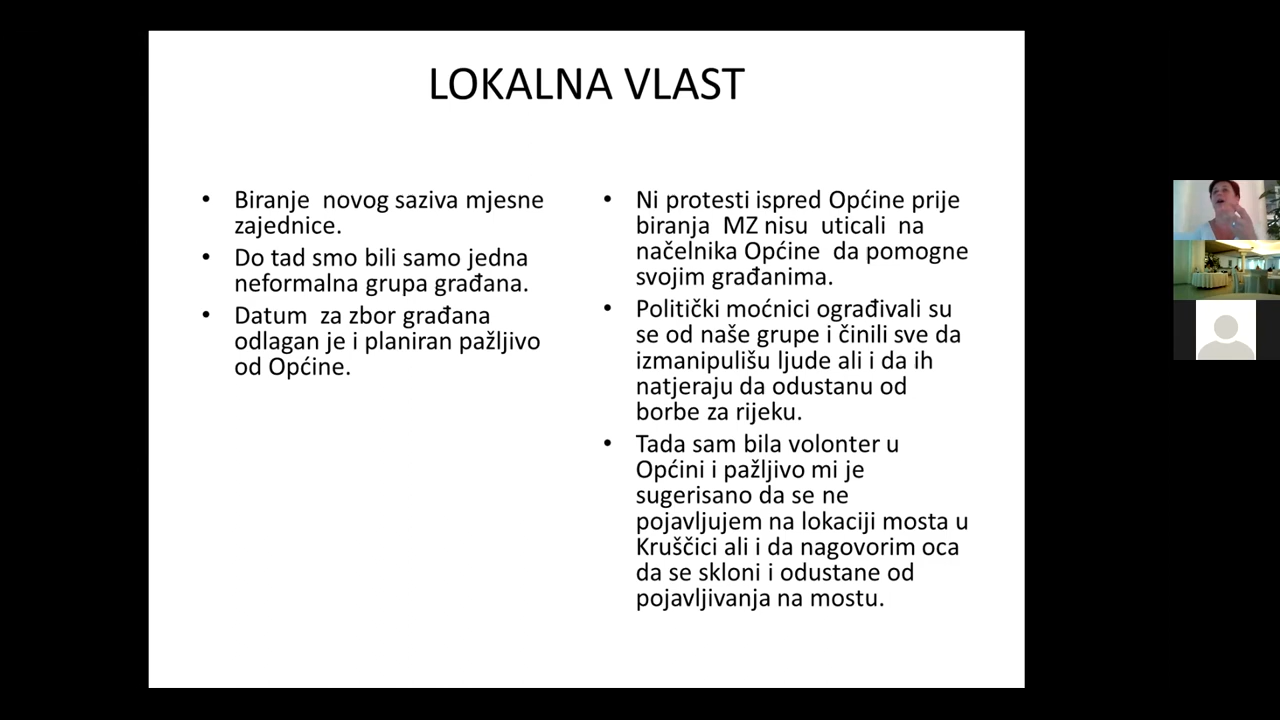 LOKALNA VLAST
• Biranje  novog saziva mjesne
zajednice.
• Do tad smo bili samo jedna
neformalna grupa građana.
• Datum  za zbor građana
odlagan je i planiran pažljivo
od Općine.
• Ni protesti ispred Općine prije
biranja  MZ nisu  uticali  na
načelnika Općine  da pomogne
svojim građanima.
• Politički moćnici ograđivali su
se od naše grupe i činili sve da
izmanipulišu ljude ali i da ih
natjeraju da odustanu od
borbe za rijeku.
• Tada sam bila volonter u
Općini i pažljivo mi je
sugerisano da se ne
pojavljujem na lokaciji mosta u
Kruščici ali i da nagovorim oca
da se skloni i odustane od
pojavljivanja na mostu.